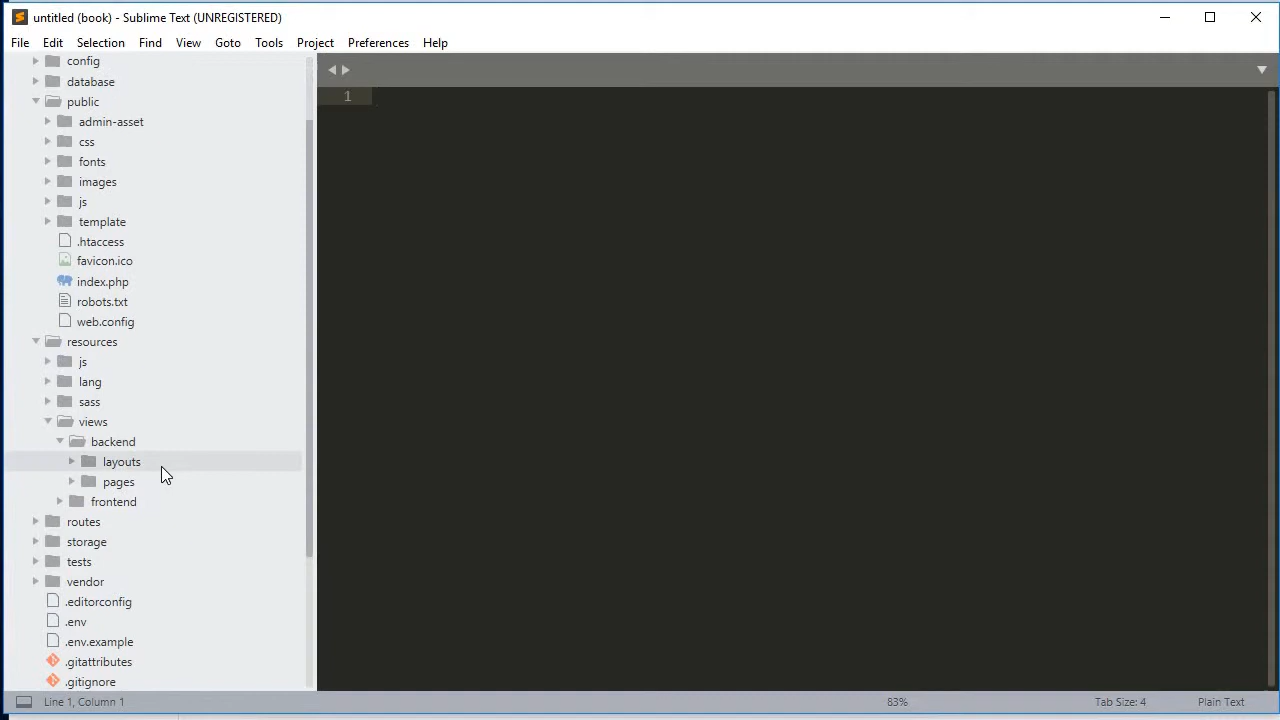 untitled (book) - Sublime Text (UNREGISTERED)
File Edit Selection Find View Goto Tools Project Preferences Help
config
database
public
admin-asset
css
fonts
images
js
template
.htaccess
favicon.ico
index.php
robots.txt
web.config
resources
js
lang
sass
views
backend
layouts
pages
frontend
routes
storage
tests
vendor
.editorconfig
.env
.env.example
.gitattributes
.gitignore
1
Line 1, Column 1 83% Tab Size: 4 Plain Text